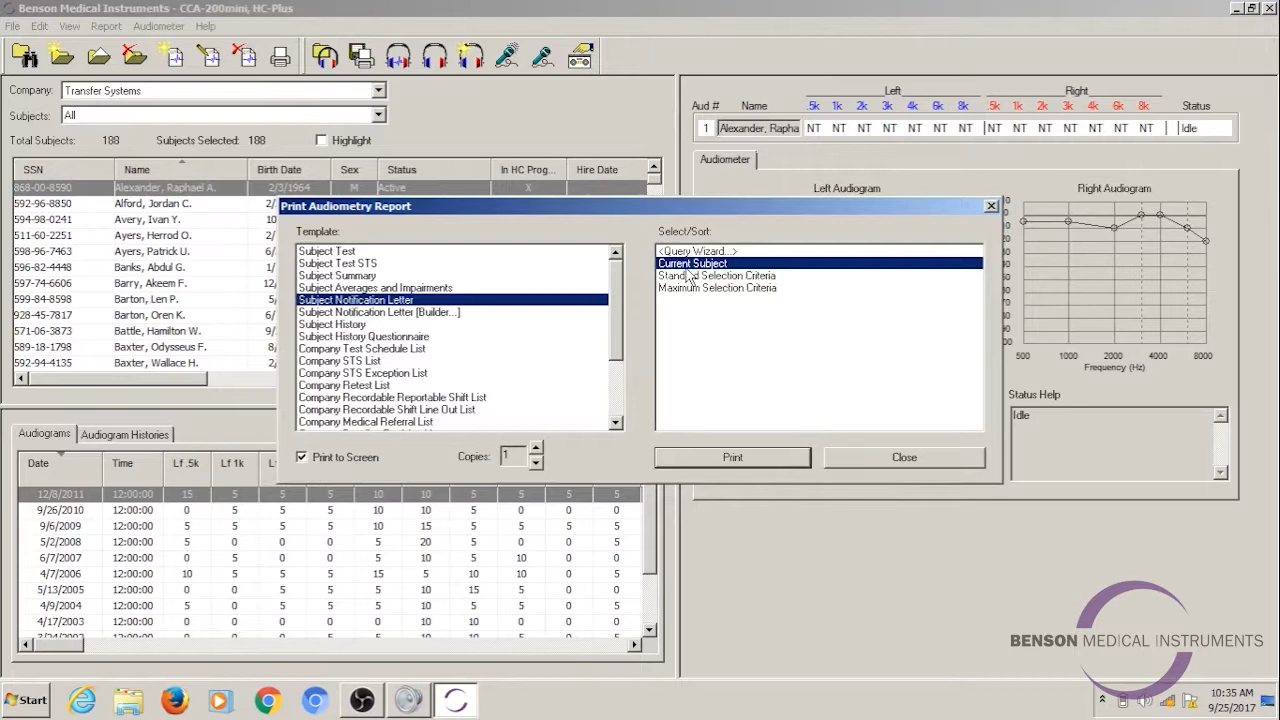 Benson Medical Instruments - CCA-200mini, HC-Plus
File Edit View Report Audiometer Help
Company: Transfer Systems
Subjects: All
Total Subjects: 188 Subjects Selected: 188 Highlight
SSN Name Birth Date Sex Status In HC Prog... Hire Date
868-00-8590 Alexander, Raphael A. 2/3/1964 M Active X
592-96-8850 Alford, Jordan C. 2/
594-98-0241 Avery, Ivan Y. 10
511-60-2251 Ayers, Herrod O. 2/
598-96-7463 Ayers, Patrick U. 2/
596-82-4468 Banks, Abdul G. 2/
597-74-6606 Barry, Akeem F. 2/
599-84-8598 Barton, Len P. 2/
928-45-7817 Barton, Oren K. 2/
571-06-3873 Battle, Hamilton W. 9/
589-18-1798 Baxter, Odysseus F. 8/
592-94-4135 Baxter, Wallace H. 2/
Left Right
Aud # Name .5k 1k 2k 3k 4k 6k 8k .5k 1k 2k 3k 4k 6k 8k Status
1 Alexander, Rapha NT NT NT NT NT NT NT NT NT NT NT NT Idle
Audiometer
Left Audiogram Right Audiogram
500 1000 2000 4000 8000
Frequency (Hz)
Status Help
Idle
Print Audiometry Report
Template:
Subject Test
Subject Test STS
Subject Summary
Subject Averages and Impairments
Subject Notification Letter
Subject Notification Letter [Builder...]
Subject History
Subject History Questionnaire
Company Test Schedule List
Company STS List
Company STS Exception List
Company Retest List
Company Recordable Reportable Shift List
Company Recordable Shift Line Out List
Company Medical Referral List
Select/Sort:
<Query Wizard...>
Current Subject
Standard Selection Criteria
Maximum Selection Criteria
Print to Screen Copies: 1 Print Close
Audiograms Audiogram Histories
Date Time Lf .5k Lf 1k
12/8/2011 12:00:00 15 5 5 5 10 10 5 5 5 5
9/26/2010 12:00:00 0 5 5 5 10 10 5 0 0 0
9/6/2009 12:00:00 0 5 5 5 10 15 5 5 5 0
5/2/2008 12:00:00 0 0 0 5 5 20 5 0 0 0
6/7/2007 12:00:00 0 5 0 5 5 10 5 10 0 0
4/7/2006 12:00:00 10 5 5 5 15 5 10 10 0 5
5/13/2005 12:00:00 0 5 5 5 5 10 15 5 0 0
4/9/2004 12:00:00 0 0 0 5 5 10 5 5 0 5
4/17/2003 12:00:00 0 0 0 5 5 10 5 0 0 0
BENSON MEDICAL INSTRUMENTS
Start
10:35 AM
9/25/2017